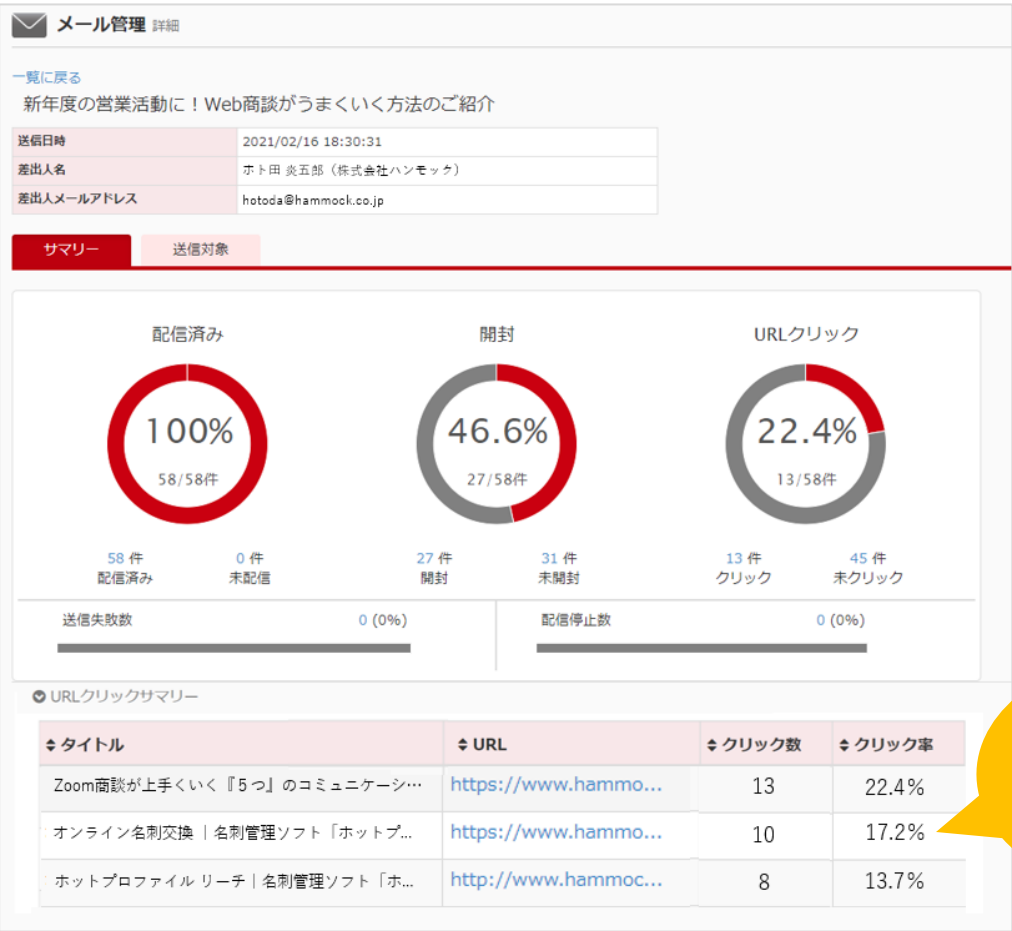 メール管理 詳細
一覧に戻る
新年度の営業活動に！Web商談がうまくいく方法のご紹介
送信日時 2021/02/16 18:30:31
差出人名 ホト田 炎五郎（株式会社ハンモック）
差出人メールアドレス hotoda@hammock.co.jp
サマリー 送信対象
配信済み 開封 URLクリック
100% 46.6% 22.4%
58/58件 27/58件 13/58件
58 件 0 件 27 件 31 件 13 件 45 件
配信済み 未配信 開封 未開封 クリック 未クリック
送信失敗数 0 (0%) 配信停止数 0 (0%)
URLクリックサマリー
タイトル URL クリック数 クリック率
Zoom商談が上手くいく『５つ』のコミュニケーシ… https://www.hammo... 13 22.4%
オンライン名刺交換 ｜名刺管理ソフト「ホットプ... https://www.hammo... 10 17.2%
ホットプロファイル リーチ｜名刺管理ソフト「ホ... http://www.hammoc... 8 13.7%